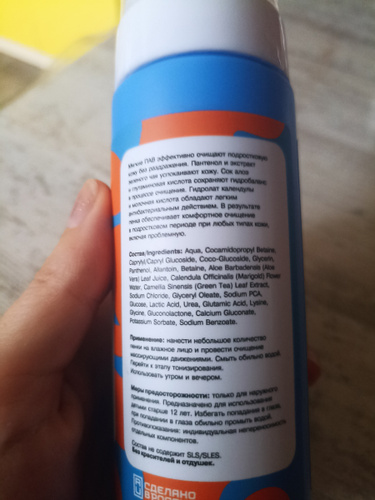 Мягкие ПАВ эффективно очищают подростковую
кожу без раздражения. Пантенол и экстракт
зеленого чая успокаивают кожу. Сок алоэ
и глутаминовая кислота сохраняют гидробаланс
в процессе очищения. Гидролат календулы
и молочная кислота обладают легким
антибактериальным действием. В результате
пенка обеспечивает комфортное очищение
в подростковом периоде при любых типах кожи,
включая проблемную.
Состав/Ingredients: Aqua, Cocamidopropyl Betaine,
Caprylyl/Capryl Glucoside, Coco-Glucoside, Glycerin,
Panthenol, Allantoin, Betaine, Aloe Barbadensis (Aloe
Vera) Leaf Juice, Calendula Officinalis (Marigold) Flower
Water, Camellia Sinensis (Green Tea) Leaf Extract,
Sodium Chloride, Glyceryl Oleate, Sodium PCA,
Glucose, Lactic Acid, Urea, Glutamic Acid, Lysine,
Glycine, Gluconolactone, Calcium Gluconate,
Potassium Sorbate, Sodium Benzoate.
Применение: нанести небольшое количество
пенки на влажное лицо и провести очищение
массирующими движениями. Смыть обильно водой.
Перейти к этапу тонизирования.
Использовать утром и вечером.
Меры предосторожности: только для наружного
применения. Предназначено для использования
детьми старше 12 лет. Избегать попадания в глаза,
при попадании в глаза обильно промыть водой.
Противопоказания: индивидуальная непереносимость
отдельных компонентов.
Состав не содержит SLS/SLES.
Без красителей и отдушек.
СДЕЛАНО